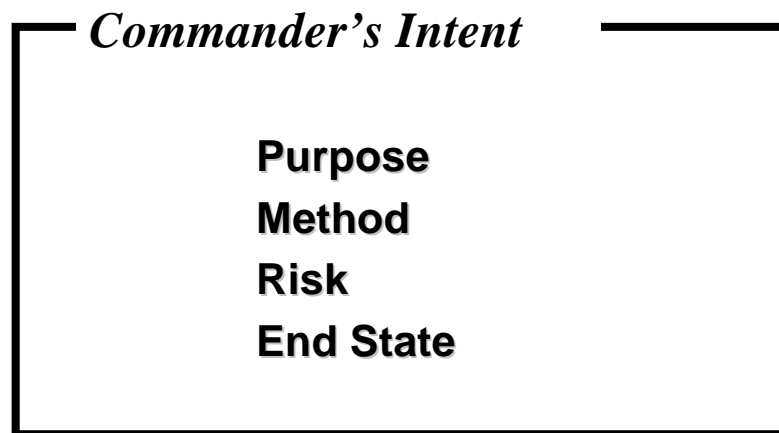 Commander’s Intent
Purpose
Method
Risk
End State